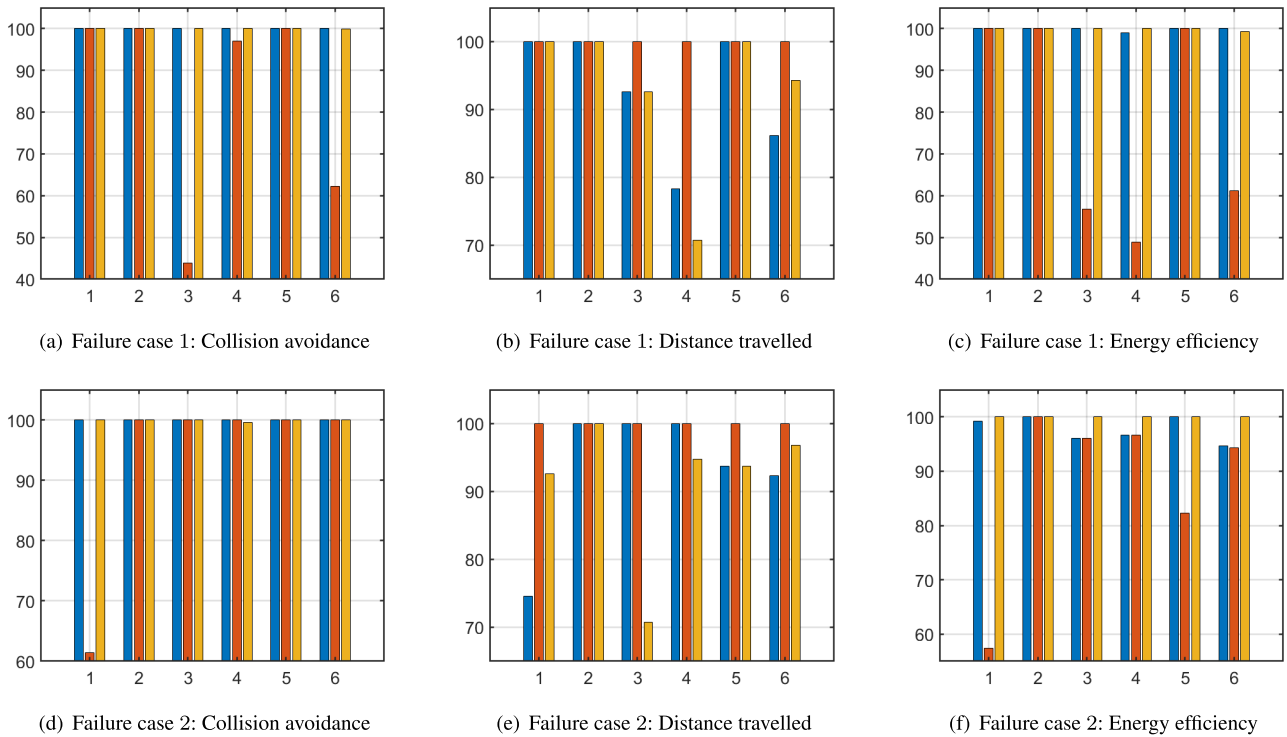 100
90
80
70
60
50
40
1 2 3 4 5 6
(a) Failure case 1: Collision avoidance
100
90
80
70
1 2 3 4 5 6
(b) Failure case 1: Distance travelled
100
90
80
70
60
50
40
1 2 3 4 5 6
(c) Failure case 1: Energy efficiency
100
90
80
70
60
1 2 3 4 5 6
(d) Failure case 2: Collision avoidance
100
90
80
70
1 2 3 4 5 6
(e) Failure case 2: Distance travelled
100
90
80
70
60
1 2 3 4 5 6
(f) Failure case 2: Energy efficiency